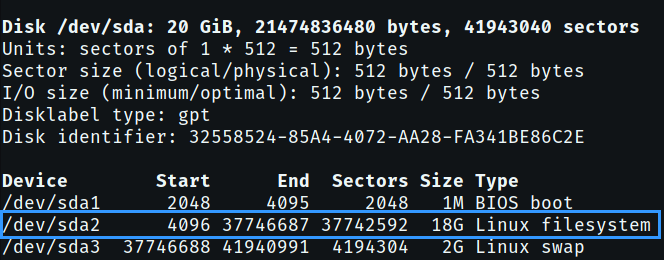 Disk /dev/sda: 20 GiB, 21474836480 bytes, 41943040 sectors
Units: sectors of 1 * 512 = 512 bytes
Sector size (logical/physical): 512 bytes / 512 bytes
I/O size (minimum/optimal): 512 bytes / 512 bytes
Disklabel type: gpt
Disk identifier: 32558524-85A4-4072-AA28-FA341BE86C2E
Device Start End Sectors Size Type
/dev/sda1 2048 4095 2048 1M BIOS boot
/dev/sda2 4096 37746687 37742592 18G Linux filesystem
/dev/sda3 37746688 41940991 4194304 2G Linux swap